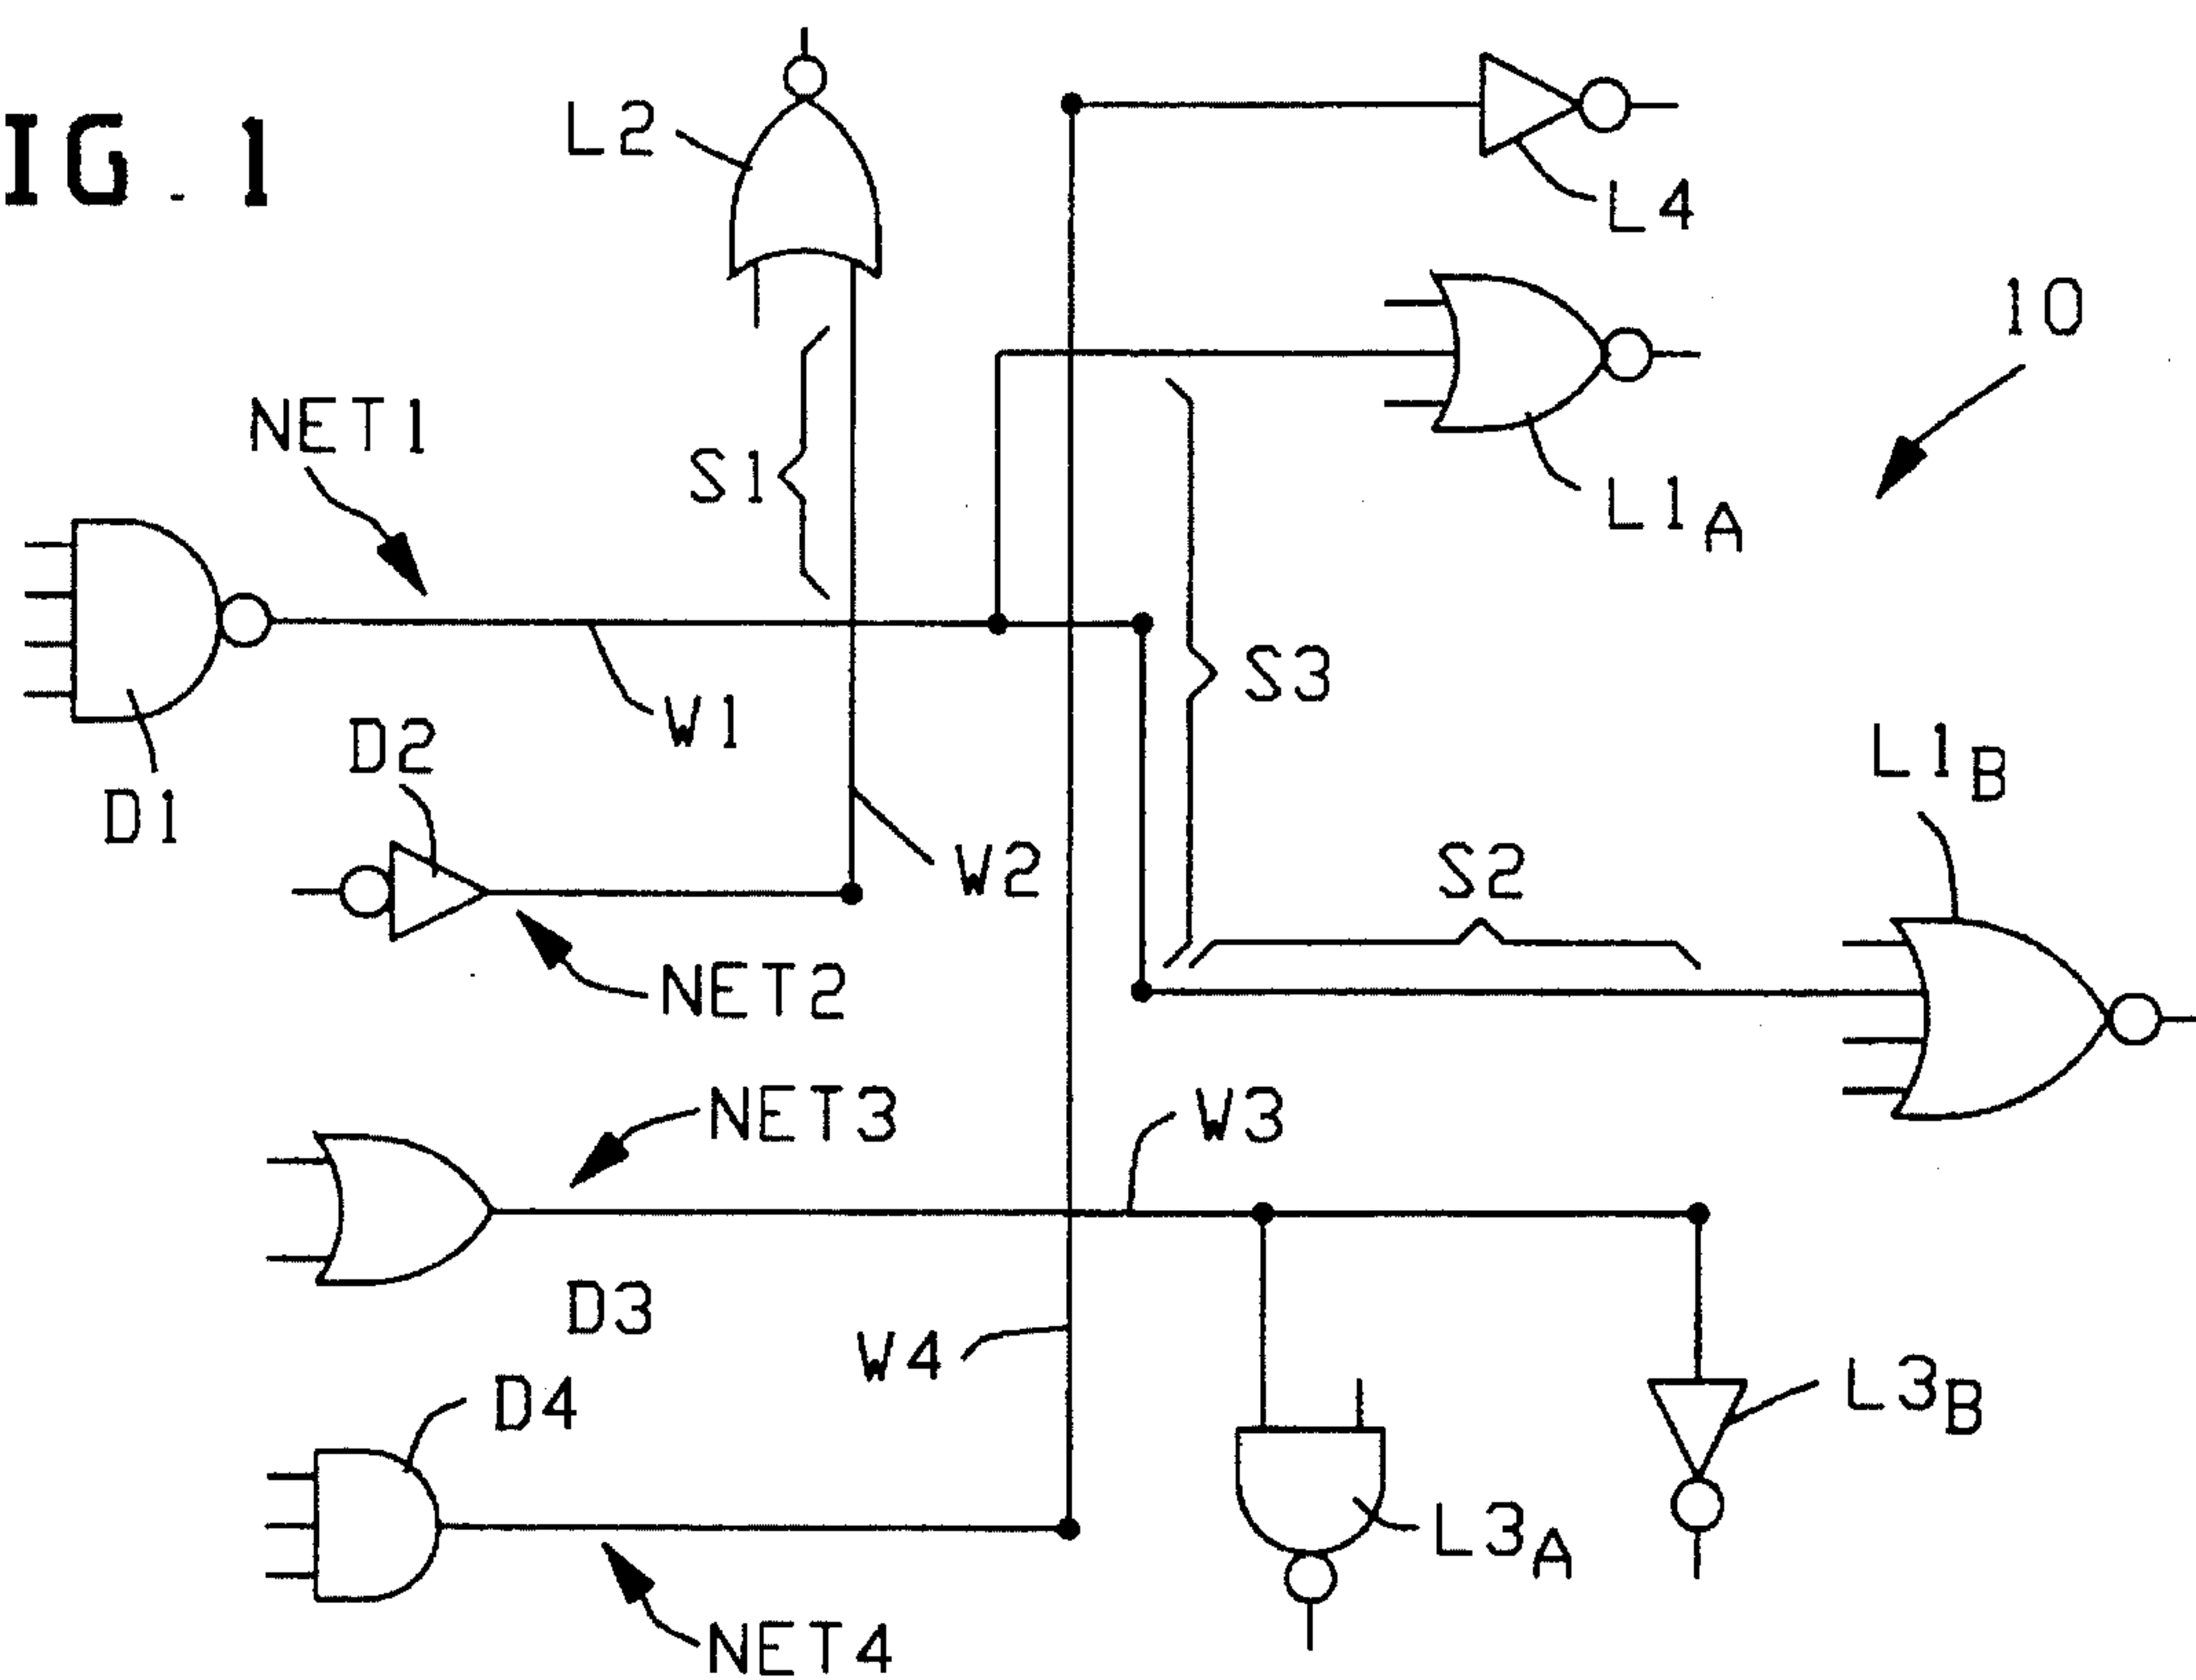 IG. 1
L2
L4
10
NET1
S1
L1A
S3
W1
D2
L1B
D1
W2
S2
NET2
NET3
W3
D3
W4
L3B
D4
L3A
NET4